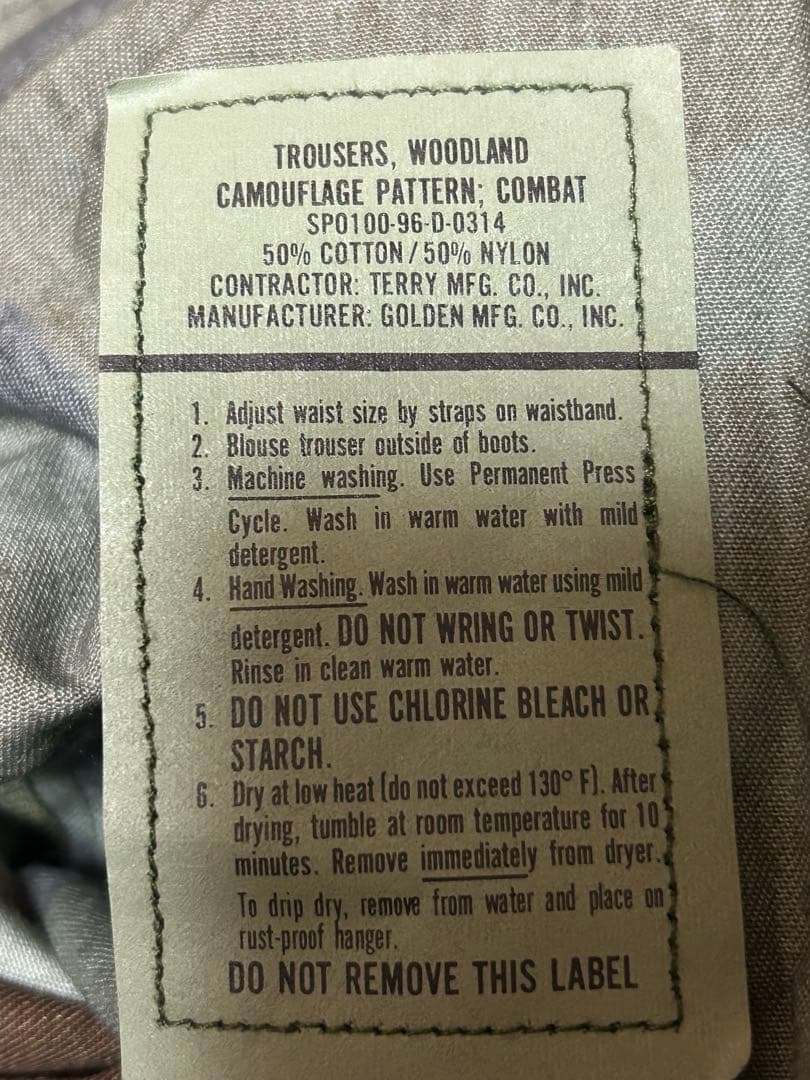 TROUSERS, WOODLAND
CAMOUFLAGE PATTERN; COMBAT
SPO100-96-D-0314
50% COTTON / 50% NYLON
CONTRACTOR: TERRY MFG. CO., INC.
MANUFACTURER: GOLDEN MFG. CO., INC.
1. Adjust waist size by straps on waistband.
2. Blouse trouser outside of boots.
3. Machine washing. Use Permanent Press
Cycle. Wash in warm water with mild
detergent.
4. Hand Washing. Wash in warm water using mild
detergent. DO NOT WRING OR TWIST.
Rinse in clean warm water.
5. DO NOT USE CHLORINE BLEACH OR
STARCH.
6. Dry at low heat (do not exceed 130° F). After
drying, tumble at room temperature for 10
minutes. Remove immediately from dryer.
To drip dry, remove from water and place on
rust-proof hanger.
DO NOT REMOVE THIS LABEL